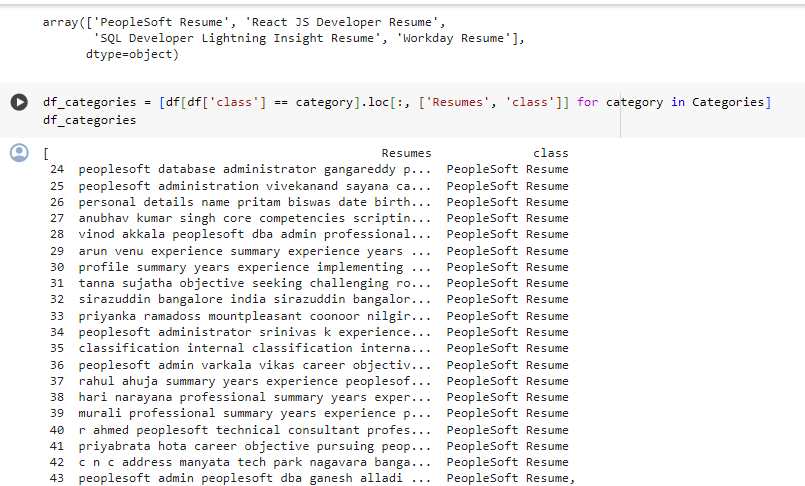 array(['PeopleSoft Resume', 'React JS Developer Resume',
'SQL Developer Lightning Insight Resume', 'Workday Resume'],
dtype=object)
df_categories = [df[df['class'] == category].loc[:, ['Resumes', 'class']] for category in Categories]
df_categories
[ Resumes class
24 peoplesoft database administrator gangareddy p... PeopleSoft Resume
25 peoplesoft administration vivekanand sayana ca... PeopleSoft Resume
26 personal details name pritam biswas date birth... PeopleSoft Resume
27 anubhav kumar singh core competencies scriptin... PeopleSoft Resume
28 vinod akkala peoplesoft dba admin professional... PeopleSoft Resume
29 arun venu experience summary experience years ... PeopleSoft Resume
30 profile summary years experience implementing ... PeopleSoft Resume
31 tanna sujatha objective seeking challenging ro... PeopleSoft Resume
32 sirazuddin bangalore india sirazuddin bangalor... PeopleSoft Resume
33 priyanka ramadoss mountpleasant coonoor nilgir... PeopleSoft Resume
34 peoplesoft administrator srinivas k experience... PeopleSoft Resume
35 classification internal classification interna... PeopleSoft Resume
36 peoplesoft admin varkala vikas career objectiv... PeopleSoft Resume
37 rahul ahuja summary years experience peoplesof... PeopleSoft Resume
38 hari narayana professional summary years exper... PeopleSoft Resume
39 murali professional summary years experience p... PeopleSoft Resume
40 r ahmed peoplesoft technical consultant profes... PeopleSoft Resume
41 priyabrata hota career objective pursuing peop... PeopleSoft Resume
42 c n c address manyata tech park nagavara banga... PeopleSoft Resume
43 peoplesoft admin peoplesoft dba ganesh alladi ... PeopleSoft Resume,